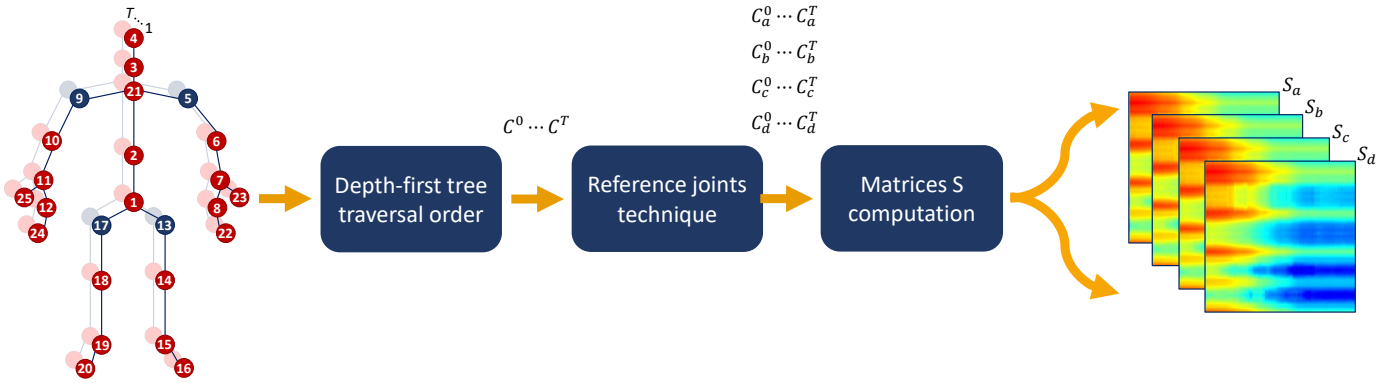 T...1
4
3
21
9
5
10
6
2
11
7
25
12
1
8
23
24
17
13
22
18
14
19
15
20
16
C^0 ⋯ C^T
Depth-first tree
traversal order
Reference joints
technique
C_a^0 ⋯ C_a^T
C_b^0 ⋯ C_b^T
C_c^0 ⋯ C_c^T
C_d^0 ⋯ C_d^T
Matrices S
computation
S_a
S_b
S_c
S_d